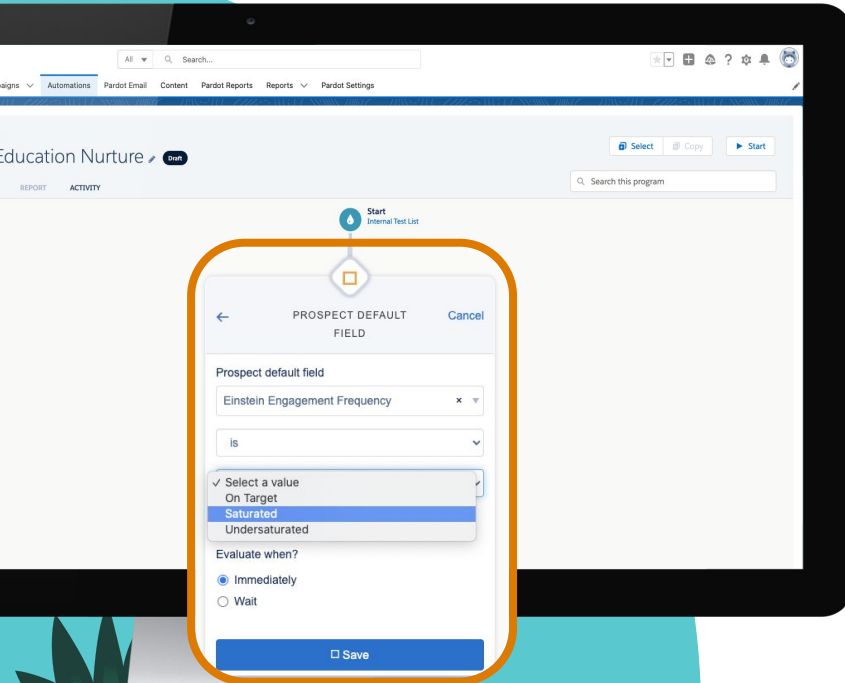 All
Search...
Automations Pardot Email Content Pardot Reports Reports Pardot Settings
Education Nurture Draft
Select Copy Start
REPORT ACTIVITY
Search this program
Start
Internal Test List
PROSPECT DEFAULT FIELD Cancel
Prospect default field
Einstein Engagement Frequency
is
Select a value
On Target
Saturated
Undersaturated
Evaluate when?
Immediately
Wait
Save